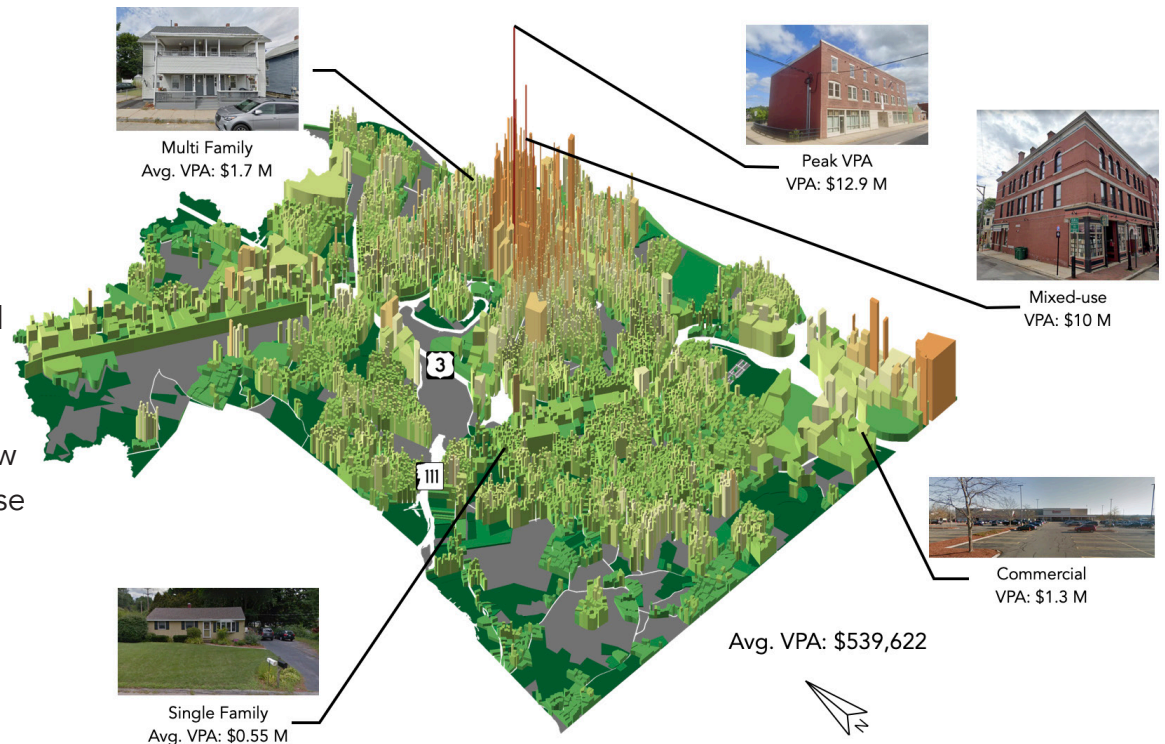 Multi Family
Avg. VPA: $1.7 M
Peak VPA
VPA: $12.9 M
Mixed-use
VPA: $10 M
3
w
se
111
Commercial
VPA: $1.3 M
Avg. VPA: $539,622
Single Family
Avg. VPA: $0.55 M
N